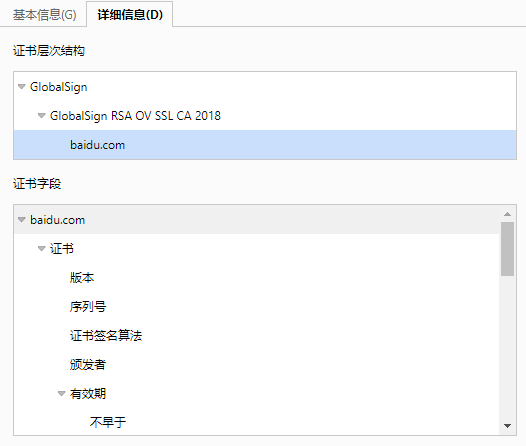 基本信息(G) 详细信息(D)
证书层次结构
GlobalSign
GlobalSign RSA OV SSL CA 2018
baidu.com
证书字段
baidu.com
证书
版本
序列号
证书签名算法
颁发者
有效期
不早于